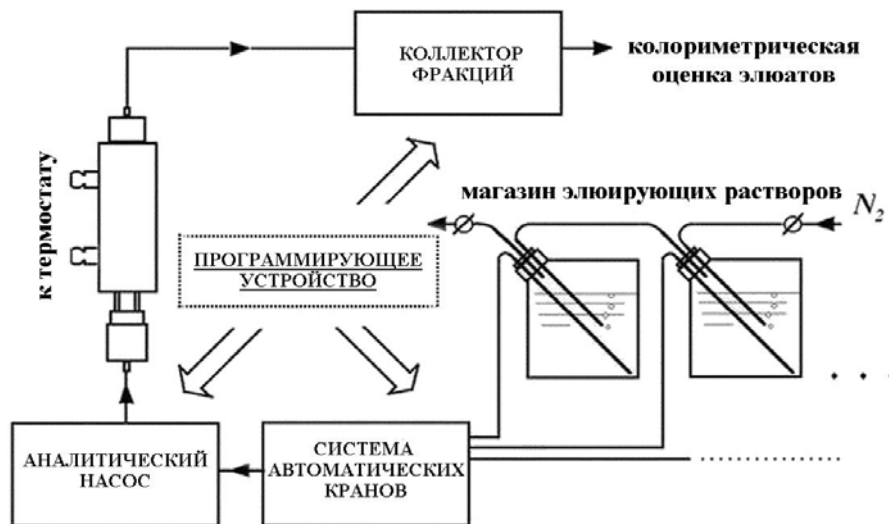 КОЛЛЕКТОР
ФРАКЦИЙ
колориметрическая
оценка элюатов
к термостату
магазин элюирующих растворов
N₂
ПРОГРАММИРУЮЩЕЕ
УСТРОЙСТВО
АНАЛИТИЧЕСКИЙ
НАСОС
СИСТЕМА
АВТОМАТИЧЕСКИХ
КРАНОВ